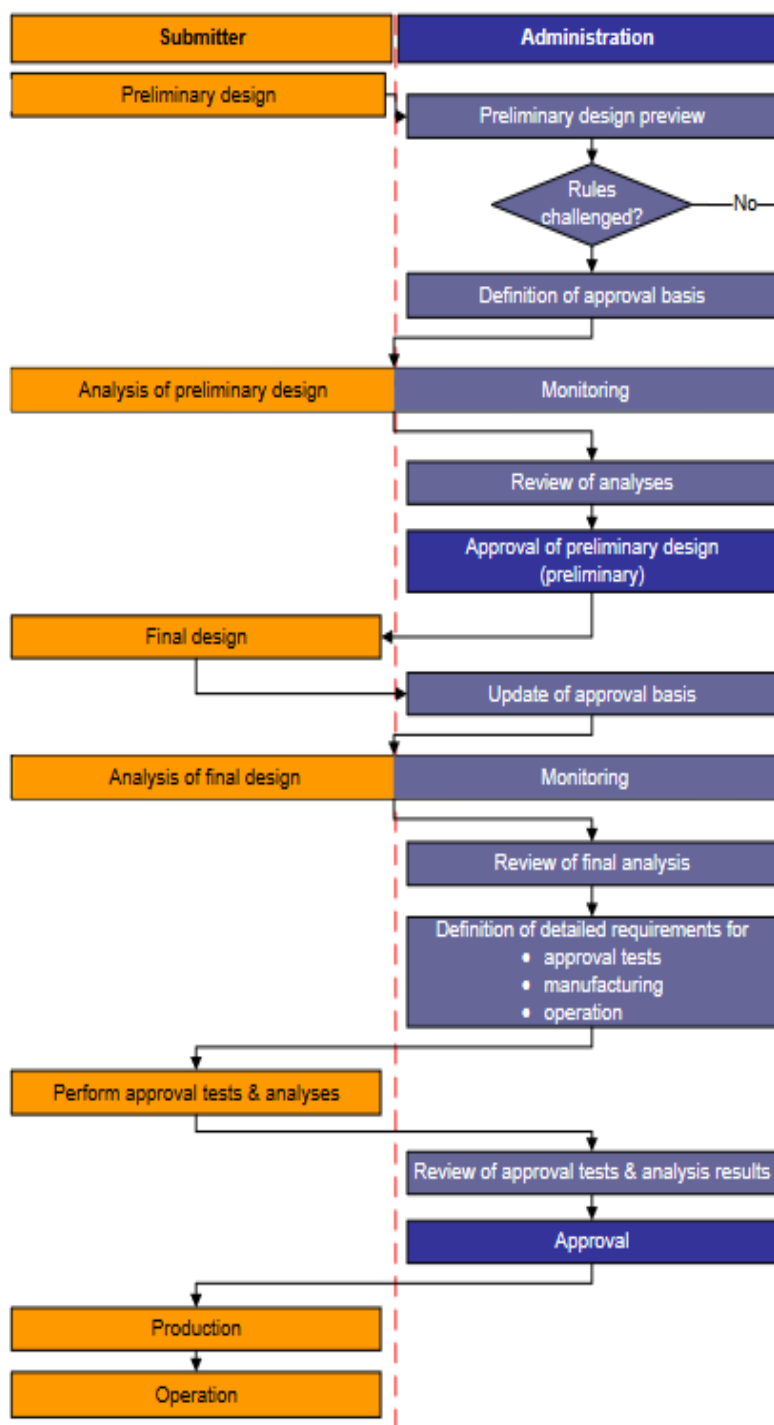 Submitter
Administration
Preliminary design
Preliminary design preview
Rules
challenged?
No
Definition of approval basis
Analysis of preliminary design
Monitoring
Review of analyses
Approval of preliminary design
(preliminary)
Final design
Update of approval basis
Analysis of final design
Monitoring
Review of final analysis
Definition of detailed requirements for
• approval tests
• manufacturing
• operation
Perform approval tests & analyses
Review of approval tests & analysis results
Approval
Production
Operation